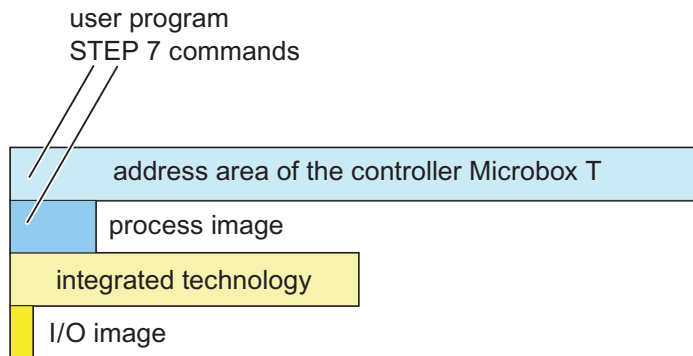 user program
STEP 7 commands
address area of the controller Microbox T
process image
integrated technology
I/O image